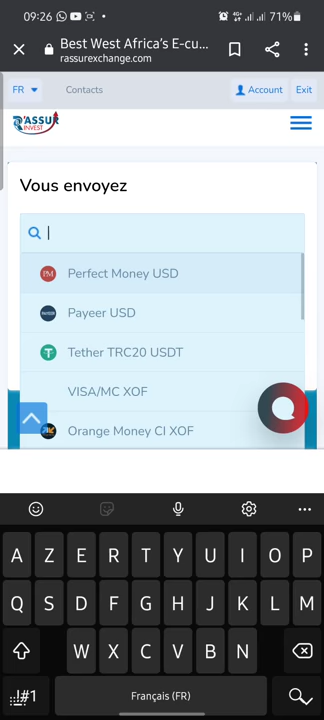 09:26
71%
Best West Africa's E-cu...
rassurexchange.com
FR
Contacts
Account
Exit
R'ASSUR
INVEST
Vous envoyez
PM
Perfect Money USD
Payeer USD
Tether TRC20 USDT
VISA/MC XOF
Orange Money CI XOF
A Z E R T Y U I O P
Q S D F G H J K L M
W X C V B N
!#1
Français (FR)